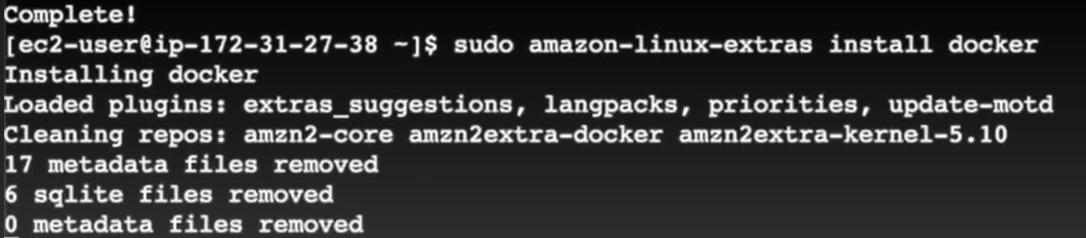 Complete!
[ec2-user@ip-172-31-27-38 ~]$ sudo amazon-linux-extras install docker
Installing docker
Loaded plugins: extras_suggestions, langpacks, priorities, update-motd
Cleaning repos: amzn2-core amzn2extra-docker amzn2extra-kernel-5.10
17 metadata files removed
6 sqlite files removed
0 metadata files removed